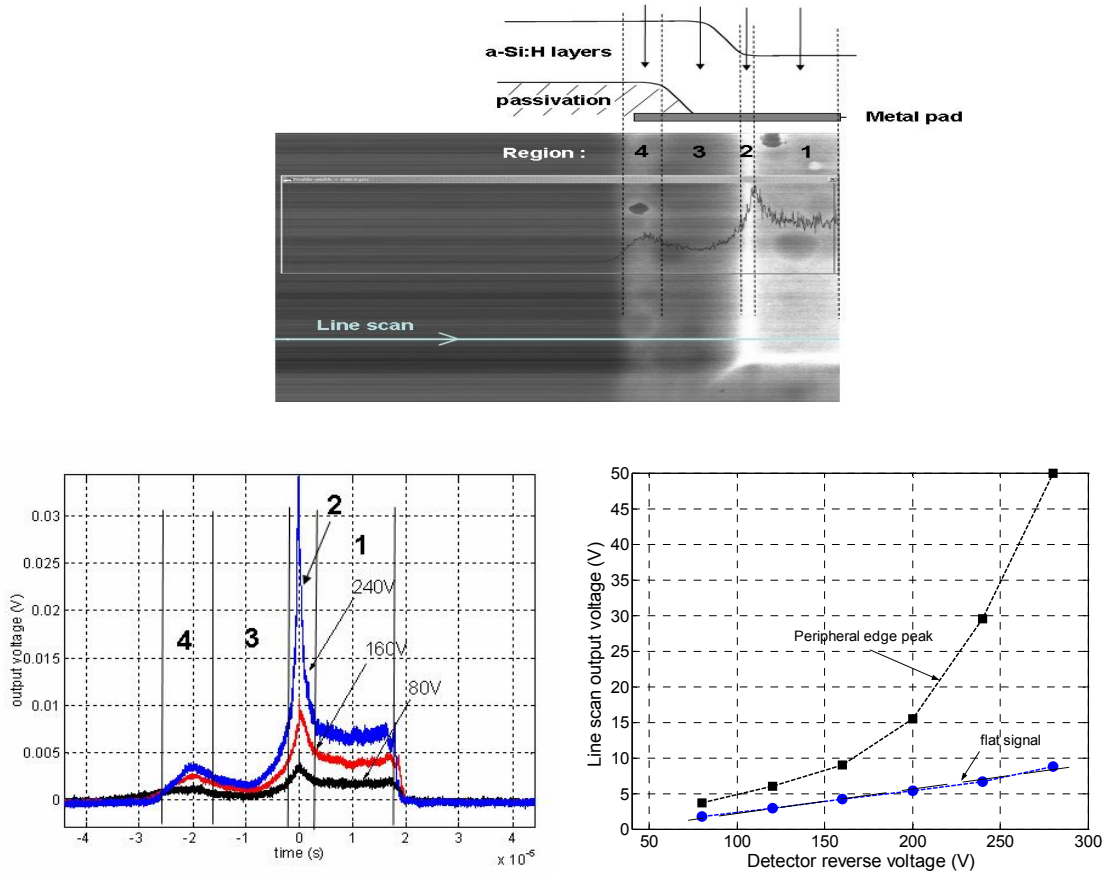 a-Si:H layers
passivation
Metal pad
Region : 4 3 2 1
Line scan
0.03
0.025
0.02
0.015
0.01
0.005
0
output voltage (V)
4
3
2
1
240V
160V
80V
-4 -3 -2 -1 0 1 2 3 4
time (s)
x 10⁻⁵
50
45
40
35
30
25
20
15
10
5
0
Line scan output voltage (V)
Peripheral edge peak
flat signal
50 100 150 200 250 300
Detector reverse voltage (V)